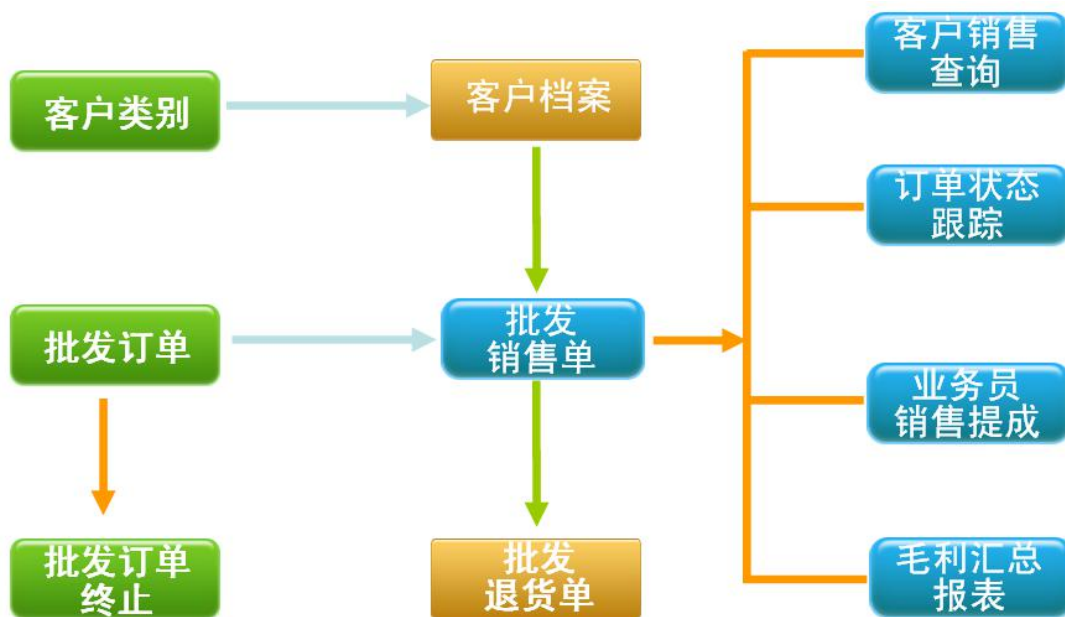 客户类别
客户档案
客户销售
查询
订单状态
跟踪
批发订单
批发
销售单
业务员
销售提成
批发订单
终止
批发
退货单
毛利汇总
报表